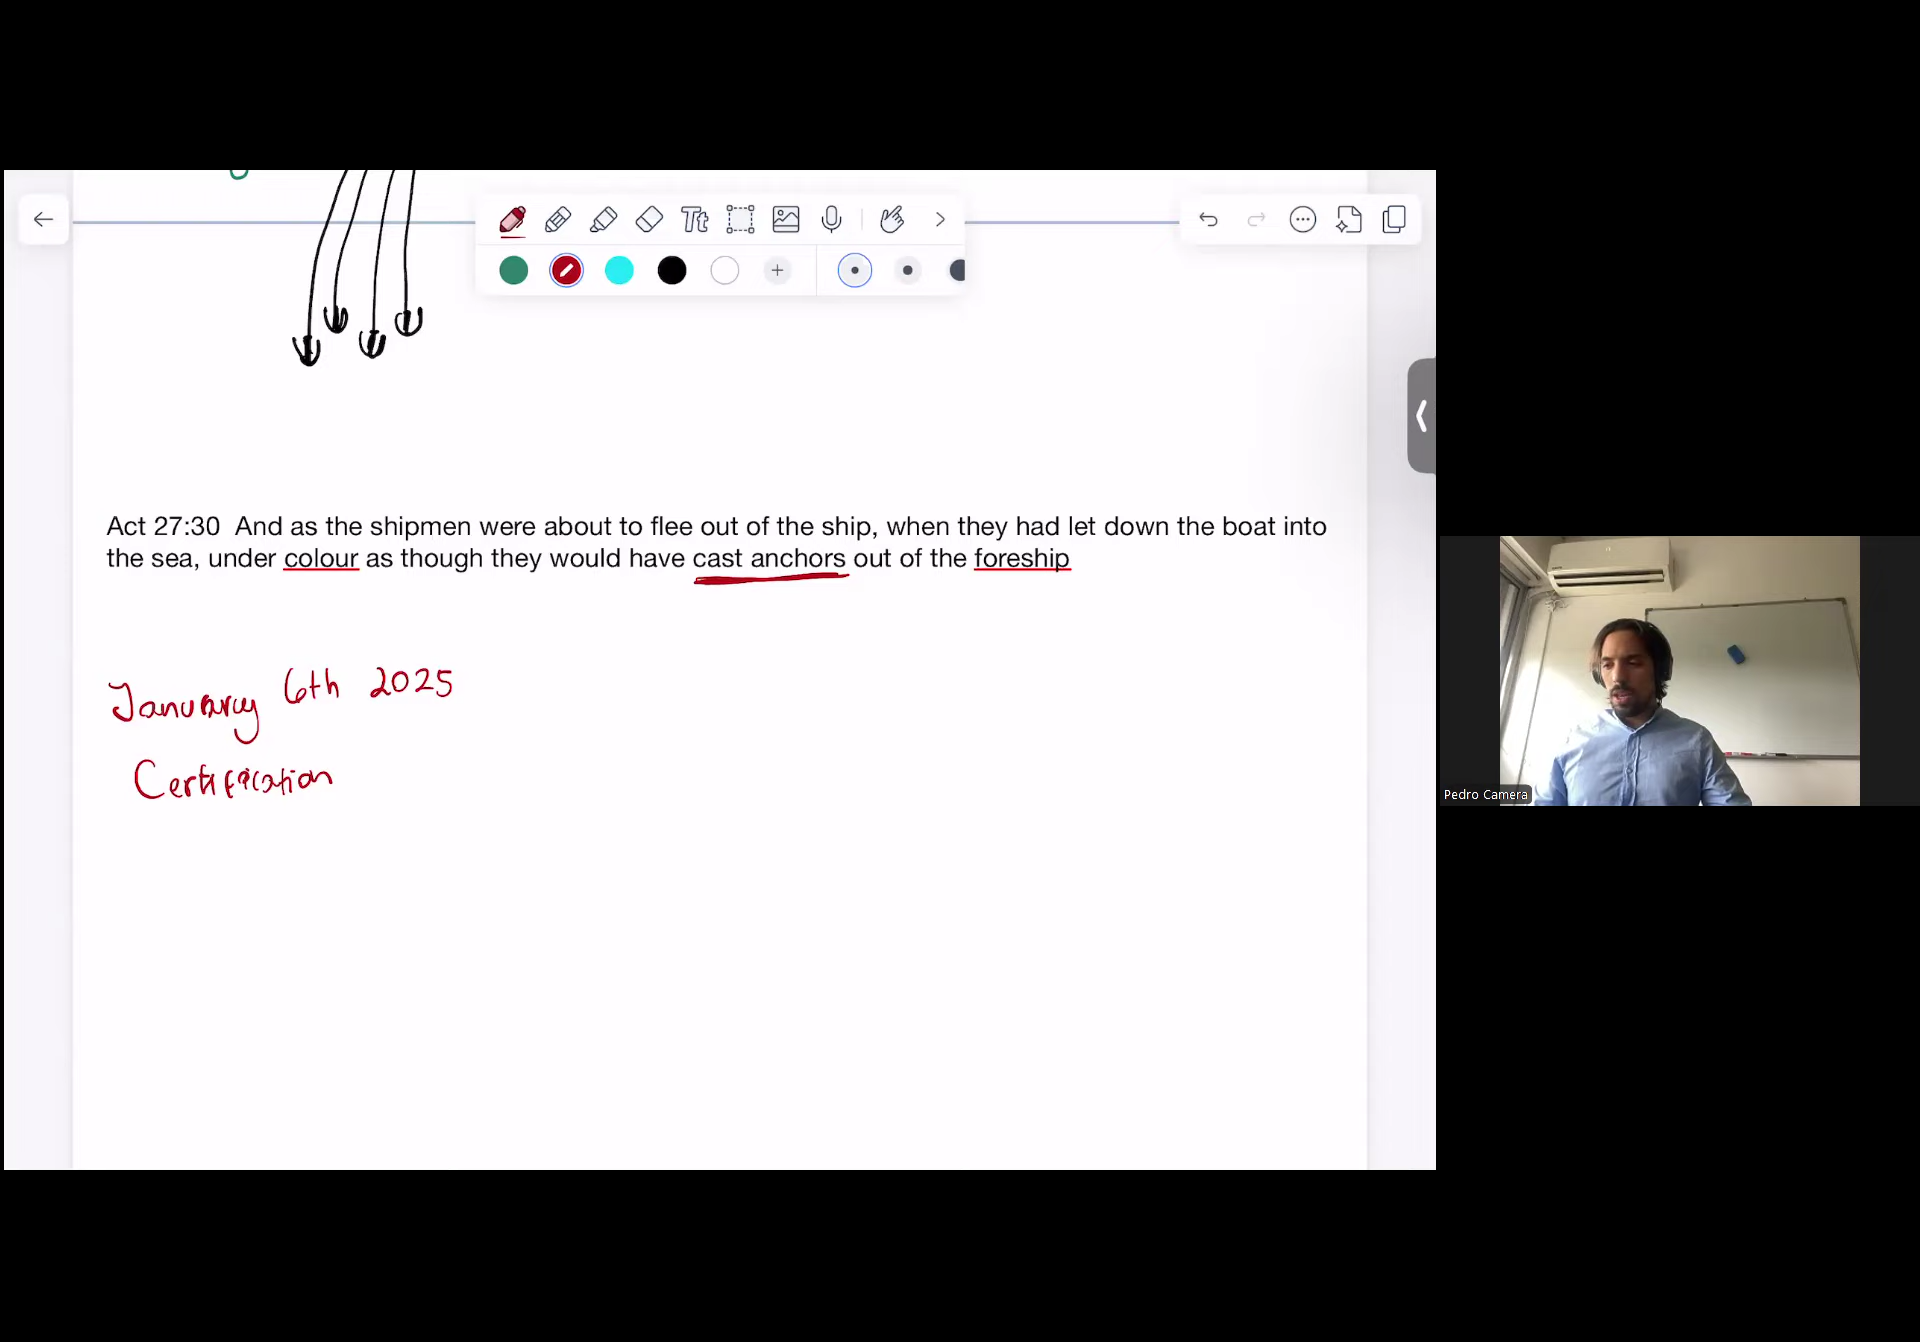 Tt
Act 27:30 And as the shipmen were about to flee out of the ship, when they had let down the boat into
the sea, under colour as though they would have cast anchors out of the foreship
January 6th 2025
Certification
Pedro Camera